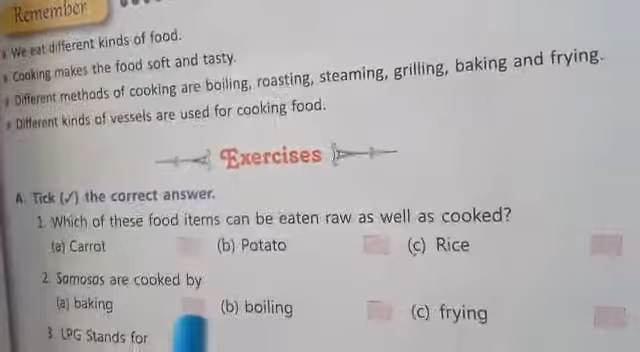 Remember
We eat different kinds of food.
Cooking makes the food soft and tasty.
Different methods of cooking are boiling, roasting, steaming, grilling, baking and frying.
Different kinds of vessels are used for cooking food.
Exercises
A. Tick (✓) the correct answer.
1. Which of these food items can be eaten raw as well as cooked?
(a) Carrot (b) Potato (c) Rice
2. Samosas are cooked by
(a) baking (b) boiling (c) frying
3. LPG Stands for